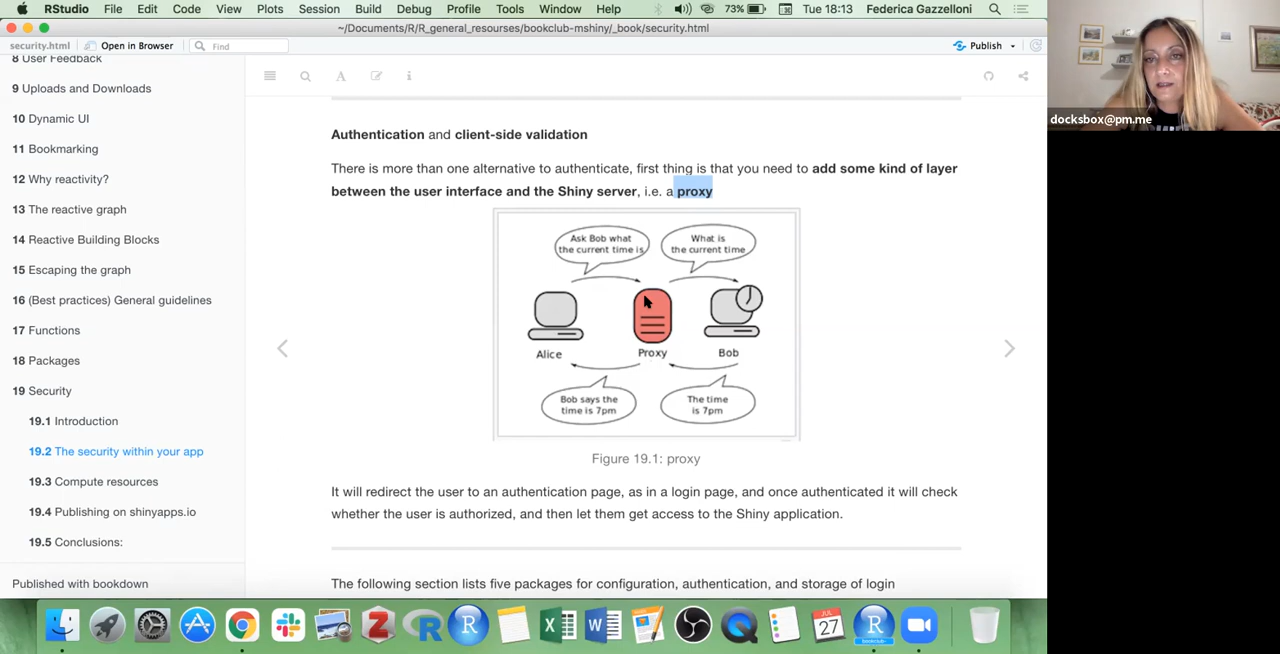 RStudio File Edit Code View Plots Session Build Debug Profile Tools Window Help 73% Tue 18:13 Federica Gazzelloni
~/Documents/R/R_general_resourses/bookclub-mshiny/_book/security.html
security.html Open in Browser Find Publish
8 User Feedback
9 Uploads and Downloads
10 Dynamic UI
11 Bookmarking
12 Why reactivity?
13 The reactive graph
14 Reactive Building Blocks
15 Escaping the graph
16 (Best practices) General guidelines
17 Functions
18 Packages
19 Security
19.1 Introduction
19.2 The security within your app
19.3 Compute resources
19.4 Publishing on shinyapps.io
19.5 Conclusions:
Published with bookdown
A
i
Authentication and client-side validation
There is more than one alternative to authenticate, first thing is that you need to add some kind of layer
between the user interface and the Shiny server, i.e. a proxy
Ask Bob what
the current time is
What is
the current time
Alice
Proxy
Bob
Bob says the
time is 7pm
The time
is 7pm
Figure 19.1: proxy
It will redirect the user to an authentication page, as in a login page, and once authenticated it will check
whether the user is authorized, and then let them get access to the Shiny application.
The following section lists five packages for configuration, authentication, and storage of login
docksbox@pm.me
Z
R
R
X
W
JUL
27
R
bookclub-